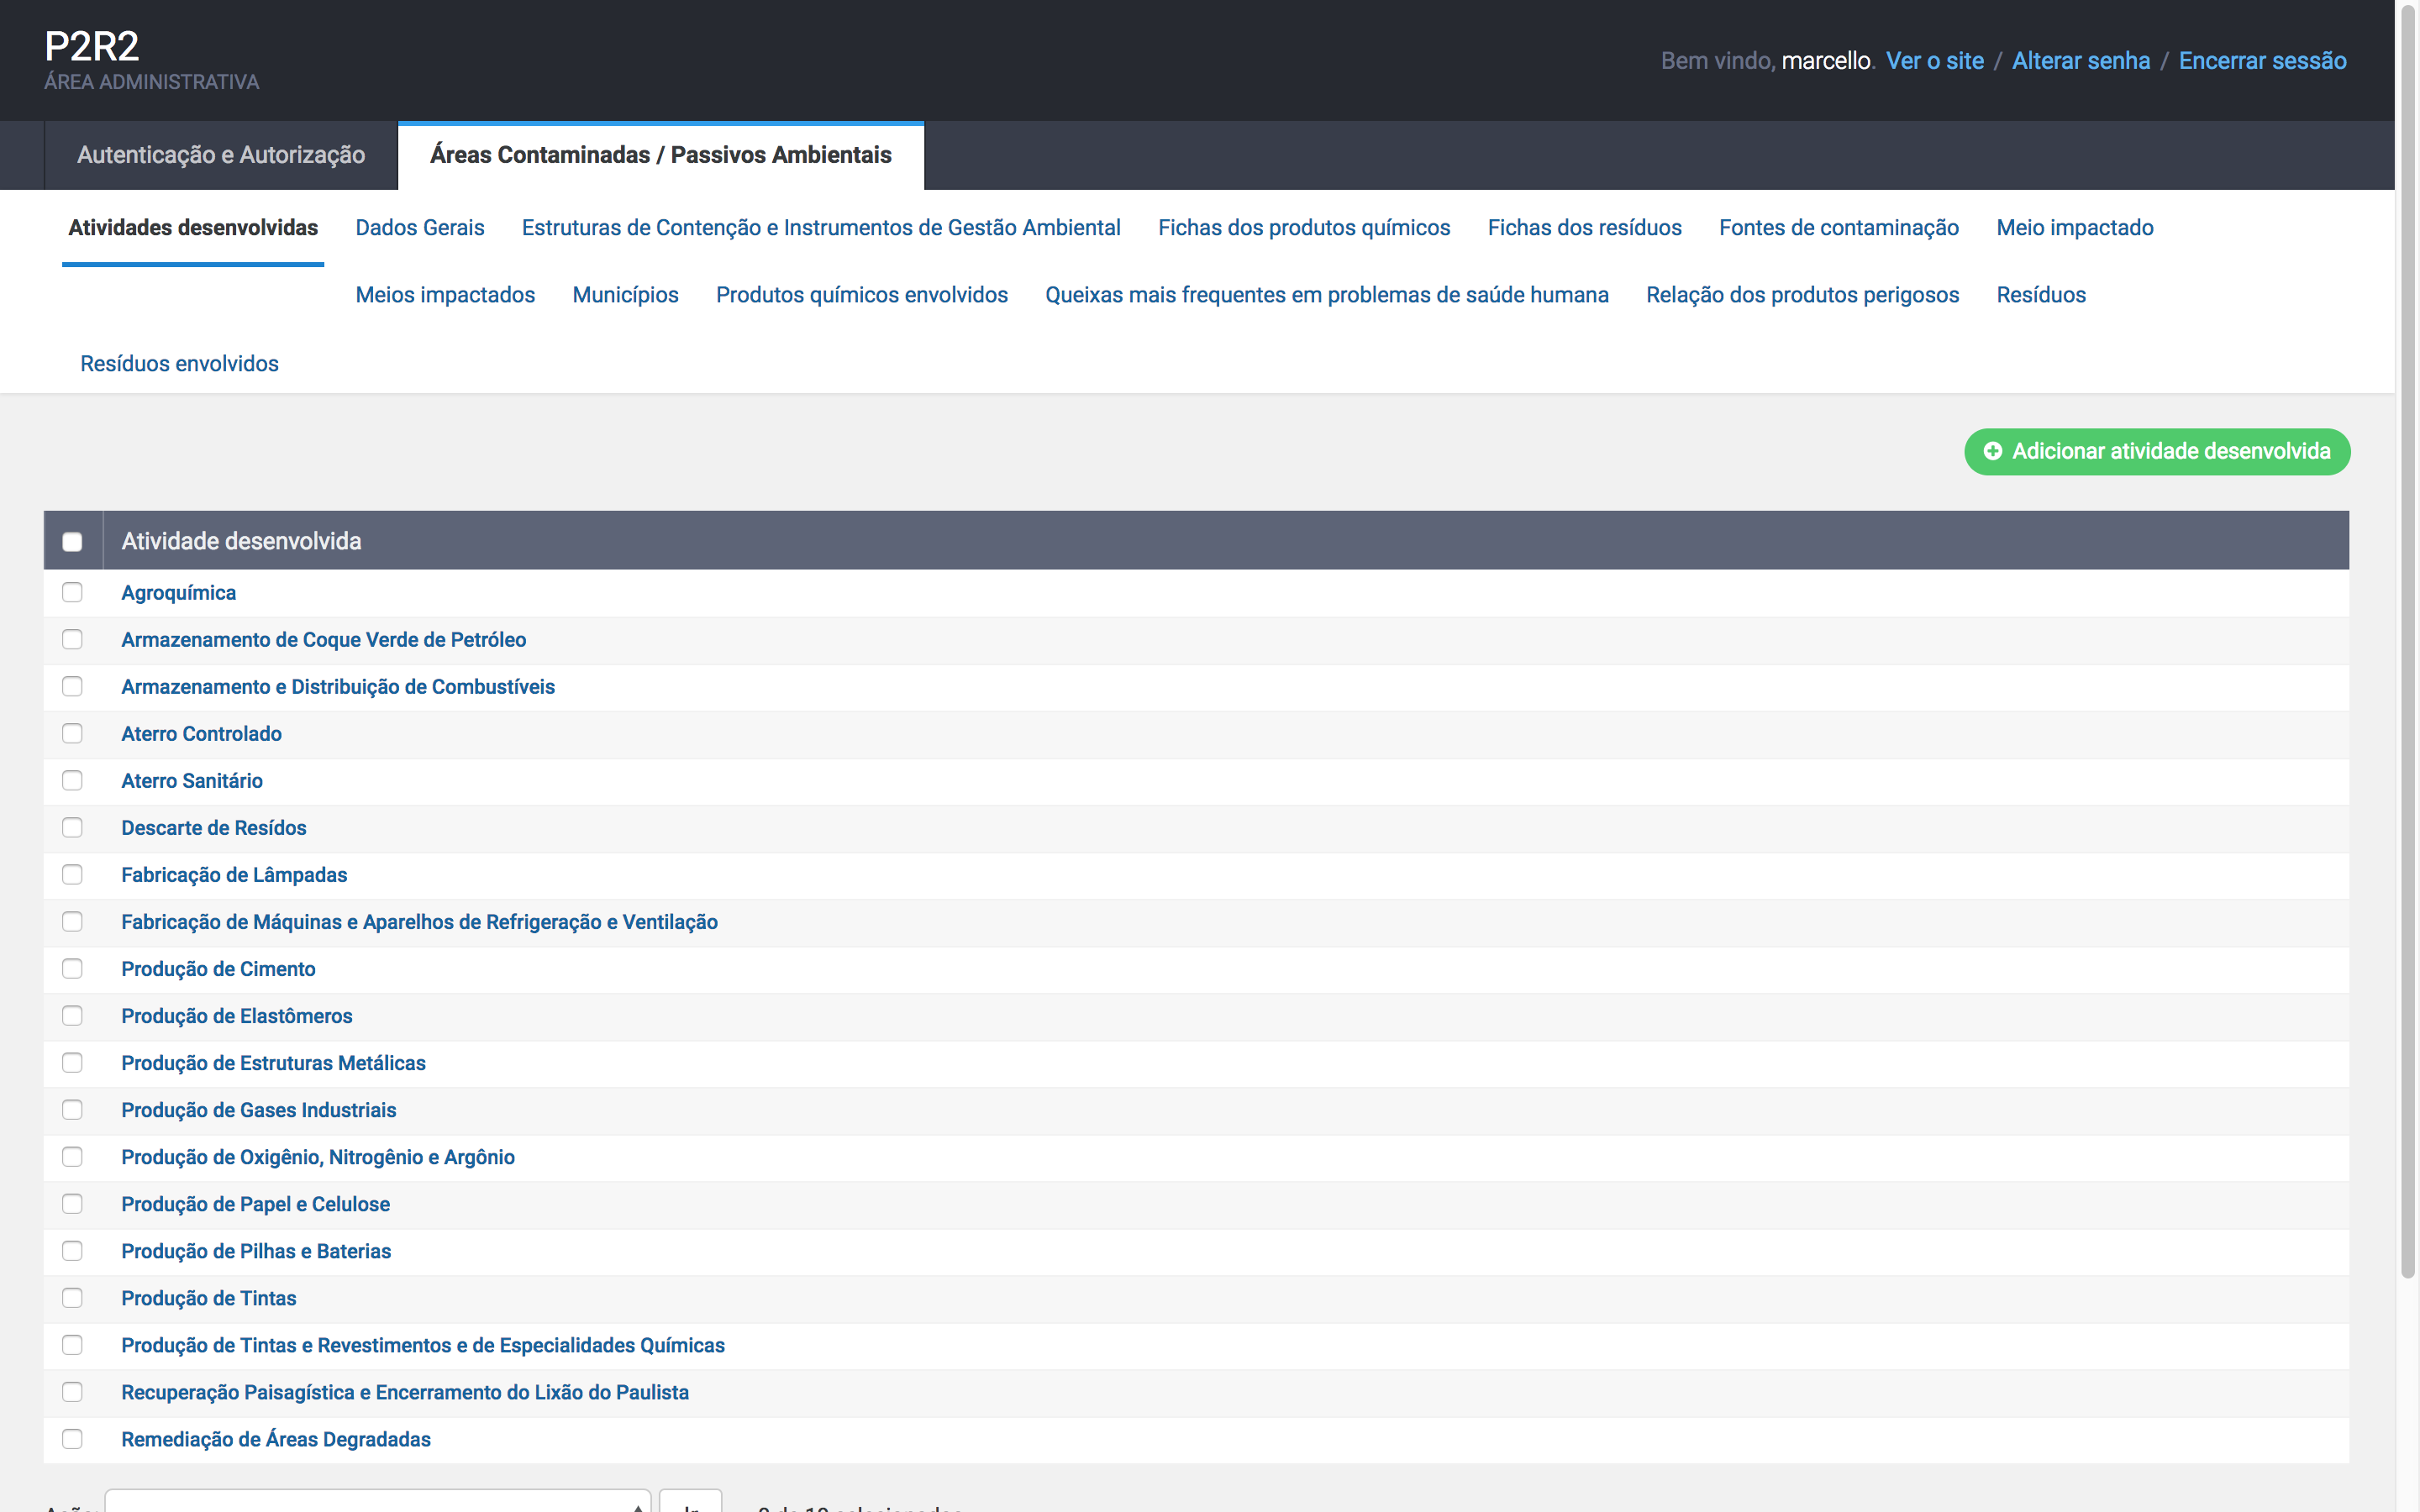 P2R2
ÁREA ADMINISTRATIVA
Bem vindo, marcello. Ver o site / Alterar senha / Encerrar sessão
Autenticação e Autorização Áreas Contaminadas / Passivos Ambientais
Atividades desenvolvidas Dados Gerais Estruturas de Contenção e Instrumentos de Gestão Ambiental Fichas dos produtos químicos Fichas dos resíduos Fontes de contaminação Meio impactado
Meios impactados Municípios Produtos químicos envolvidos Queixas mais frequentes em problemas de saúde humana Relação dos produtos perigosos Resíduos
Resíduos envolvidos
Adicionar atividade desenvolvida
Atividade desenvolvida
Agroquímica
Armazenamento de Coque Verde de Petróleo
Armazenamento e Distribuição de Combustíveis
Aterro Controlado
Aterro Sanitário
Descarte de Resídos
Fabricação de Lâmpadas
Fabricação de Máquinas e Aparelhos de Refrigeração e Ventilação
Produção de Cimento
Produção de Elastômeros
Produção de Estruturas Metálicas
Produção de Gases Industriais
Produção de Oxigênio, Nitrogênio e Argônio
Produção de Papel e Celulose
Produção de Pilhas e Baterias
Produção de Tintas
Produção de Tintas e Revestimentos e de Especialidades Químicas
Recuperação Paisagística e Encerramento do Lixão do Paulista
Remediação de Áreas Degradadas